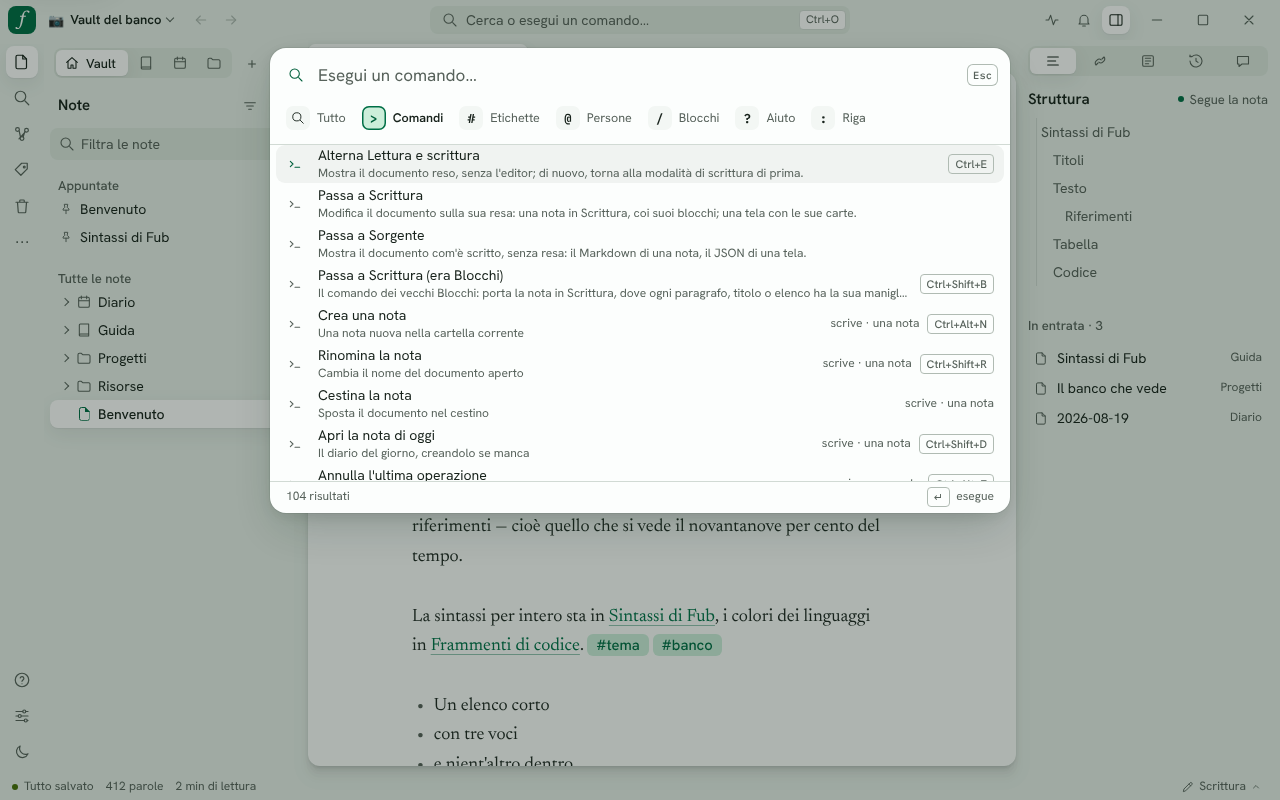 Vault del banco
Cerca o esegui un comando…
Ctrl+O
Vault
Note
Filtra le note
Appuntate
Benvenuto
Sintassi di Fub
Tutte le note
Diario
Guida
Progetti
Risorse
Benvenuto
Esegui un comando…
Esc
Tutto
> Comandi
# Etichette
@ Persone
/ Blocchi
? Aiuto
: Riga
Alterna Lettura e scrittura
Mostra il documento reso, senza l'editor; di nuovo, torna alla modalità di scrittura di prima.
Ctrl+E
Passa a Scrittura
Modifica il documento sulla sua resa: una nota in Scrittura, coi suoi blocchi; una tela con le sue carte.
Passa a Sorgente
Mostra il documento com'è scritto, senza resa: il Markdown di una nota, il JSON di una tela.
Passa a Scrittura (era Blocchi)
Il comando dei vecchi Blocchi: porta la nota in Scrittura, dove ogni paragrafo, titolo o elenco ha la sua manigl…
Ctrl+Shift+B
Crea una nota
Una nota nuova nella cartella corrente
scrive · una nota Ctrl+Alt+N
Rinomina la nota
Cambia il nome del documento aperto
scrive · una nota Ctrl+Shift+R
Cestina la nota
Sposta il documento nel cestino
scrive · una nota
Apri la nota di oggi
Il diario del giorno, creandolo se manca
scrive · una nota Ctrl+Shift+D
Annulla l'ultima operazione
104 risultati
↵ esegue
riferimenti — cioè quello che si vede il novantanove per cento del
tempo.
La sintassi per intero sta in Sintassi di Fub, i colori dei linguaggi
in Frammenti di codice. #tema #banco
• Un elenco corto
• con tre voci
• e nient'altro dentro
Struttura
Segue la nota
Sintassi di Fub
Titoli
Testo
Riferimenti
Tabella
Codice
In entrata · 3
Sintassi di Fub Guida
Il banco che vede Progetti
2026-08-19 Diario
Tutto salvato 412 parole 2 min di lettura
Scrittura